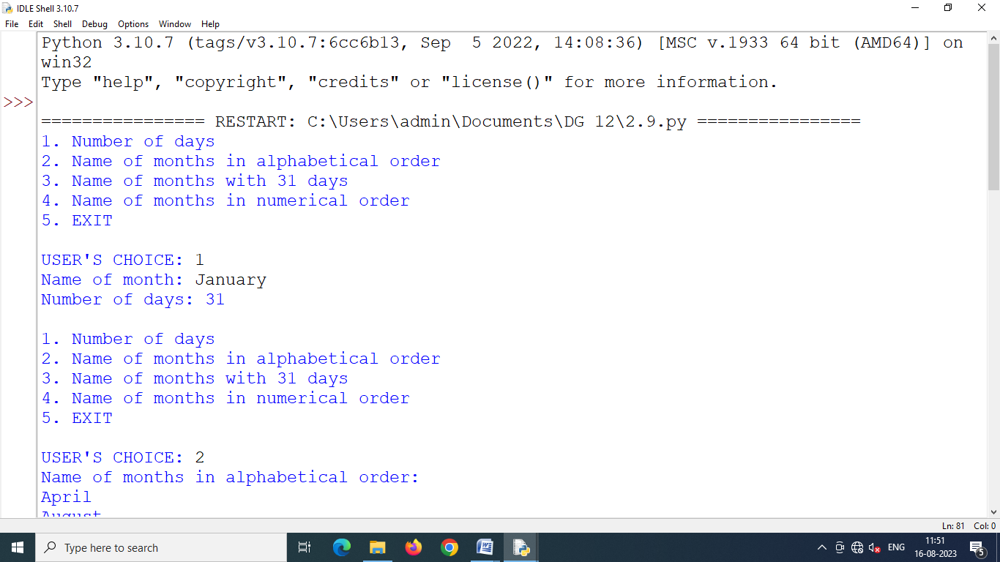 IDLE Shell 3.10.7
File Edit Shell Debug Options Window Help
Python 3.10.7 (tags/v3.10.7:6cc6b13, Sep  5 2022, 14:08:36) [MSC v.1933 64 bit (AMD64)] on
win32
Type "help", "copyright", "credits" or "license()" for more information.
>>>
================ RESTART: C:\Users\admin\Documents\DG 12\2.9.py ================
1. Number of days
2. Name of months in alphabetical order
3. Name of months with 31 days
4. Name of months in numerical order
5. EXIT
USER'S CHOICE: 1
Name of month: January
Number of days: 31
1. Number of days
2. Name of months in alphabetical order
3. Name of months with 31 days
4. Name of months in numerical order
5. EXIT
USER'S CHOICE: 2
Name of months in alphabetical order:
April
August
Ln: 81 Col: 0
Type here to search
ENG
11:51
16-08-2023
5